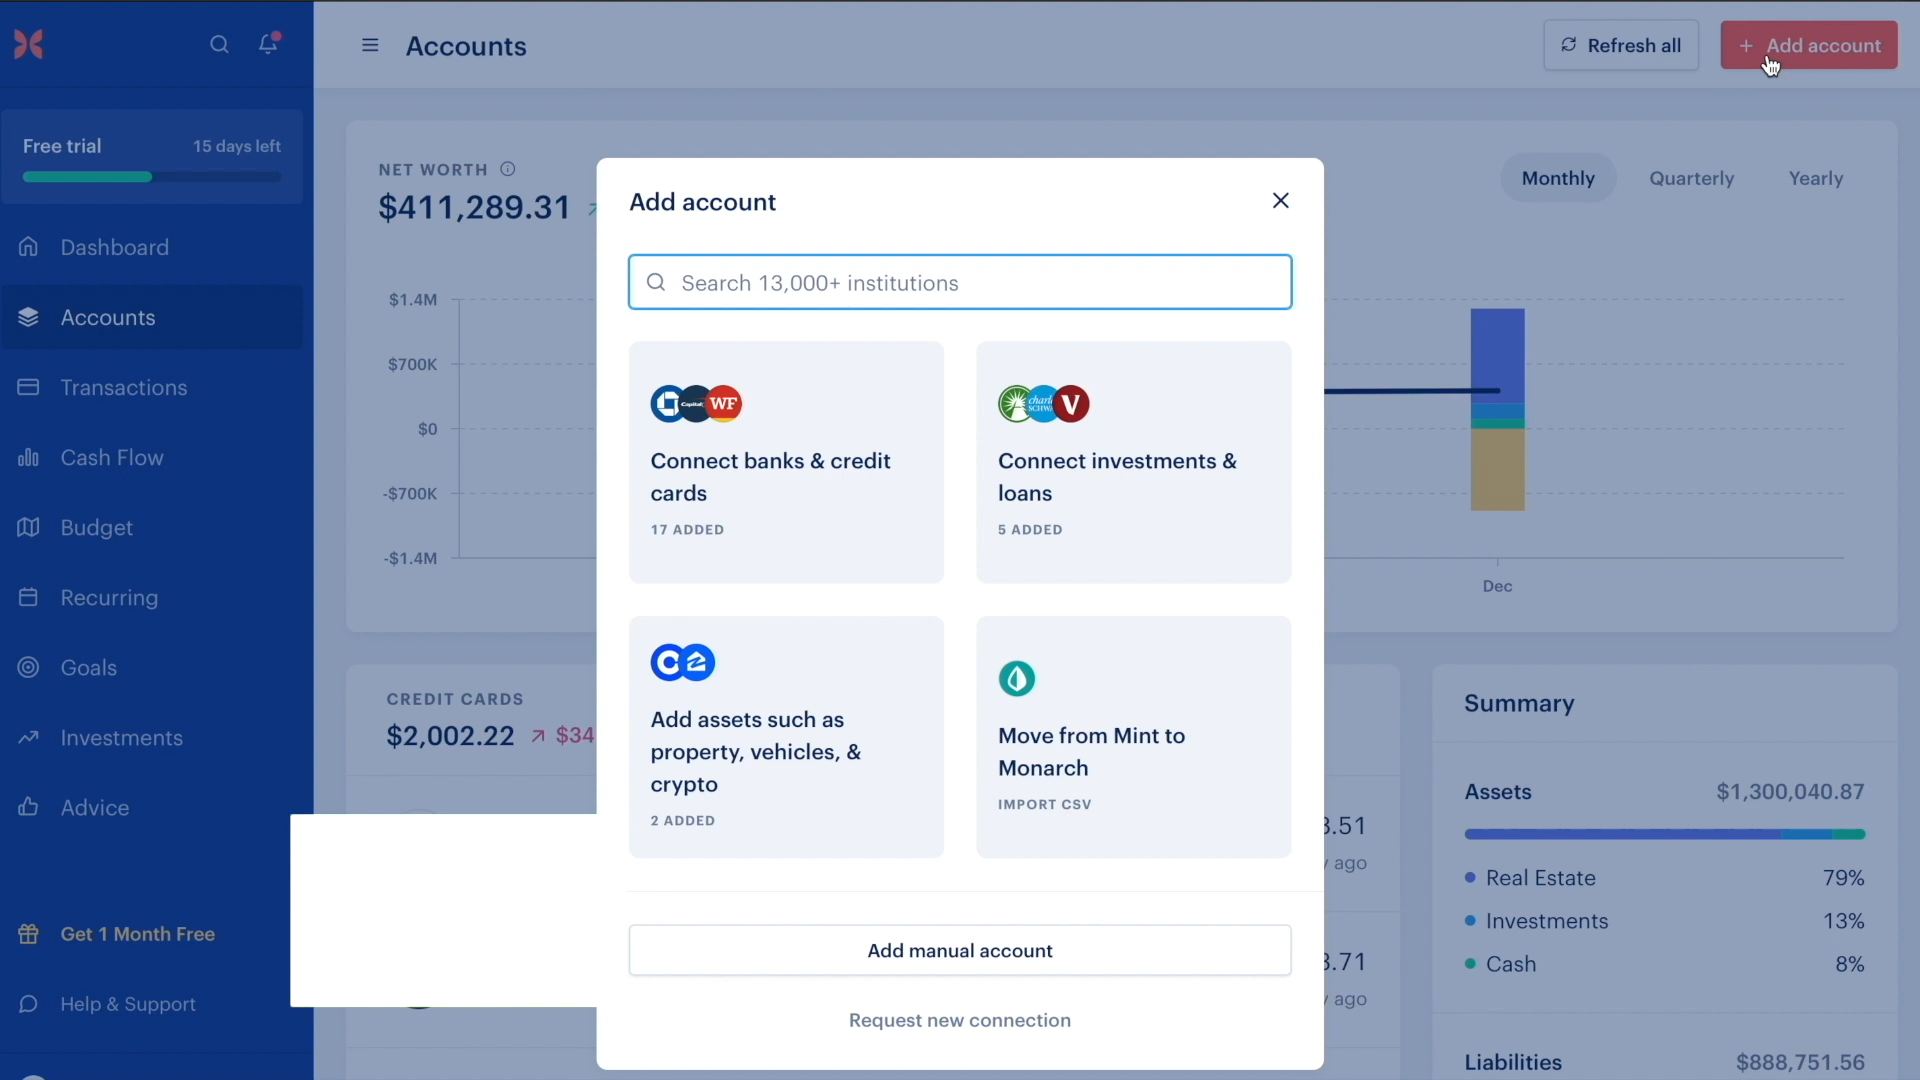 Accounts
Refresh all
Add account
Free trial
15 days left
Dashboard
Accounts
Transactions
Cash Flow
Budget
Recurring
Goals
Investments
Advice
Get 1 Month Free
Help & Support
NET WORTH
$411,289.31
Monthly
Quarterly
Yearly
$1.4M
$700K
$0
-$700K
-$1.4M
Dec
CREDIT CARDS
$2,002.22
$34
Add account
Search 13,000+ institutions
Capital
WF
Connect banks & credit
cards
17 ADDED
charles
SCHWAB
V
Connect investments &
loans
5 ADDED
Add assets such as
property, vehicles, &
crypto
2 ADDED
Move from Mint to
Monarch
IMPORT CSV
Add manual account
Request new connection
3.51
y ago
3.71
y ago
Summary
Assets
$1,300,040.87
Real Estate
79%
Investments
13%
Cash
8%
Liabilities
$888,751.56